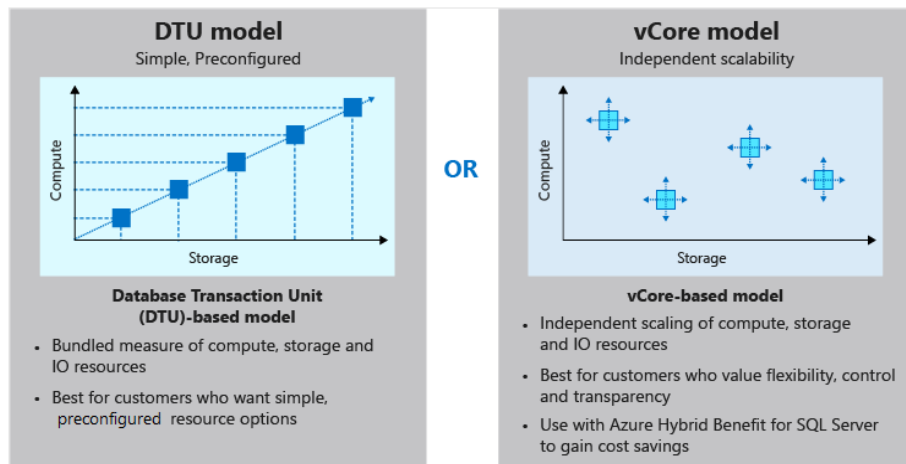 DTU model
Simple, Preconfigured
Compute
Storage
Database Transaction Unit
(DTU)-based model
• Bundled measure of compute, storage and
IO resources
• Best for customers who want simple,
preconfigured resource options
OR
vCore model
Independent scalability
Compute
Storage
vCore-based model
• Independent scaling of compute, storage
and IO resources
• Best for customers who value flexibility, control
and transparency
• Use with Azure Hybrid Benefit for SQL Server
to gain cost savings